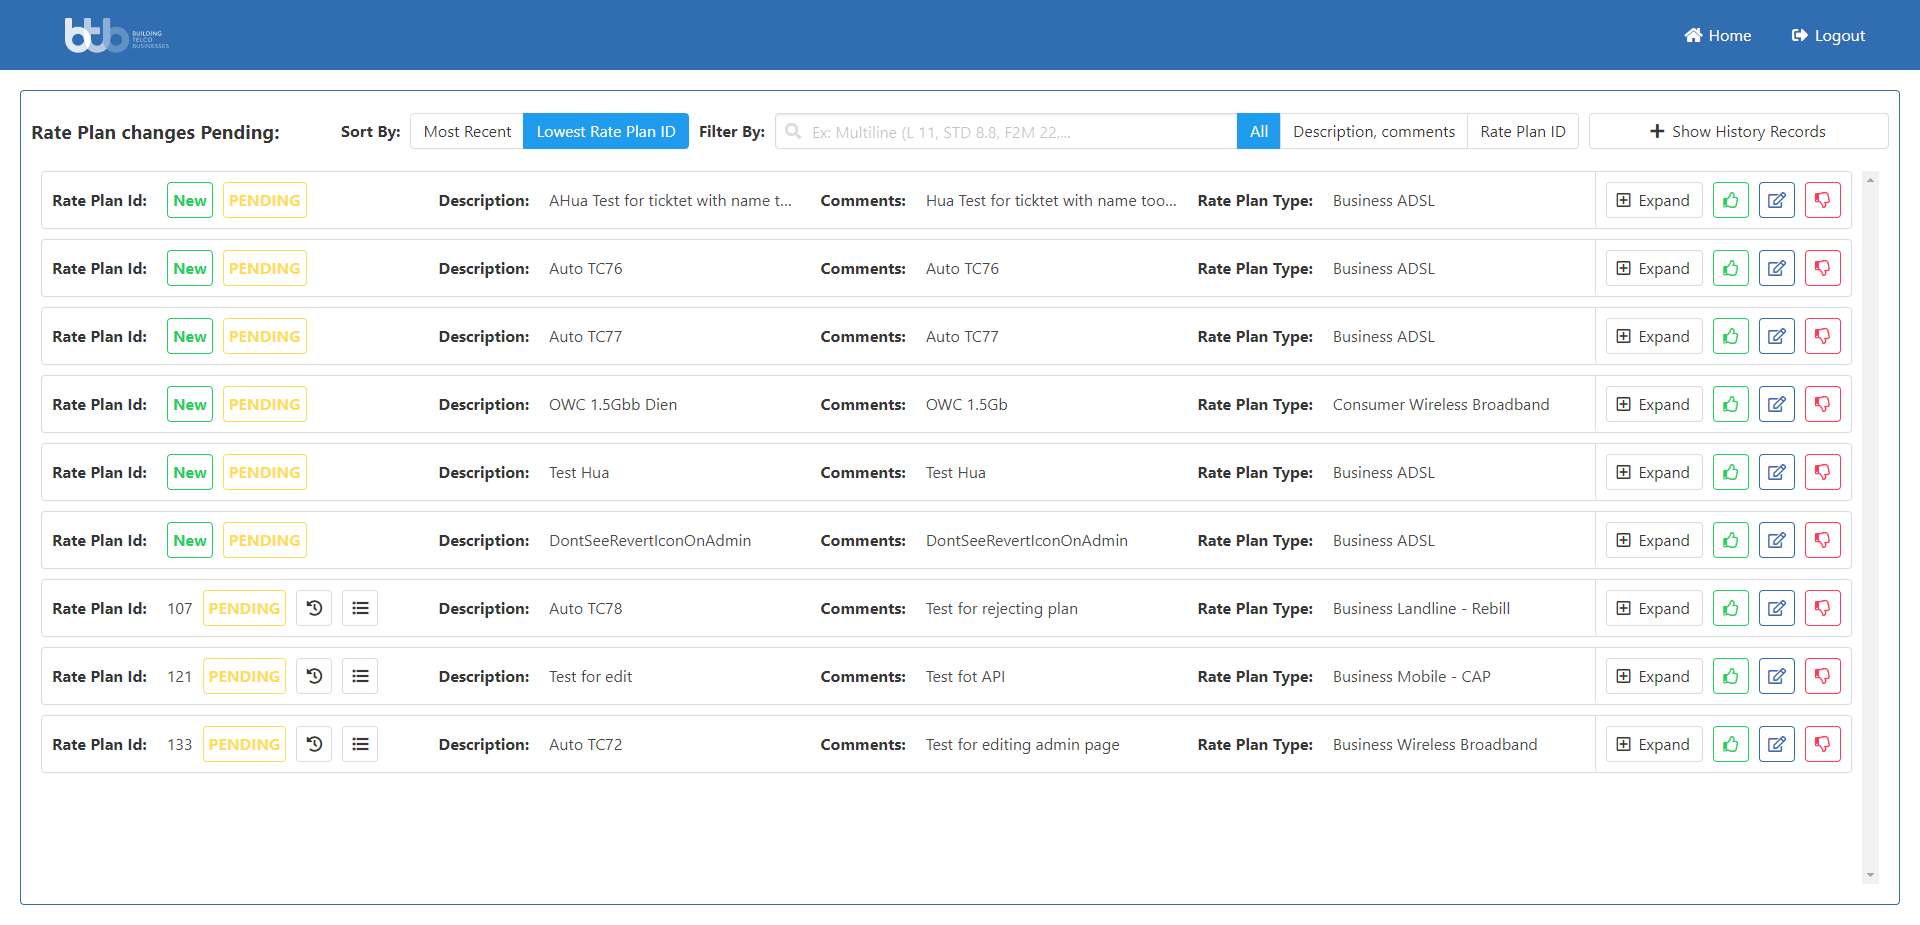 btb BUILDING TELCO BUSINESSES
Home Logout
Rate Plan changes Pending: Sort By: Most Recent Lowest Rate Plan ID Filter By: Ex: Multiline (L 11, STD 8.8, F2M 22,... All Description, comments Rate Plan ID Show History Records
Rate Plan Id: New PENDING Description: AHua Test for ticktet with name t... Comments: Hua Test for ticktet with name too... Rate Plan Type: Business ADSL Expand
Rate Plan Id: New PENDING Description: Auto TC76 Comments: Auto TC76 Rate Plan Type: Business ADSL Expand
Rate Plan Id: New PENDING Description: Auto TC77 Comments: Auto TC77 Rate Plan Type: Business ADSL Expand
Rate Plan Id: New PENDING Description: OWC 1.5Gbb Dien Comments: OWC 1.5Gb Rate Plan Type: Consumer Wireless Broadband Expand
Rate Plan Id: New PENDING Description: Test Hua Comments: Test Hua Rate Plan Type: Business ADSL Expand
Rate Plan Id: New PENDING Description: DontSeeRevertIconOnAdmin Comments: DontSeeRevertIconOnAdmin Rate Plan Type: Business ADSL Expand
Rate Plan Id: 107 PENDING Description: Auto TC78 Comments: Test for rejecting plan Rate Plan Type: Business Landline - Rebill Expand
Rate Plan Id: 121 PENDING Description: Test for edit Comments: Test fot API Rate Plan Type: Business Mobile - CAP Expand
Rate Plan Id: 133 PENDING Description: Auto TC72 Comments: Test for editing admin page Rate Plan Type: Business Wireless Broadband Expand